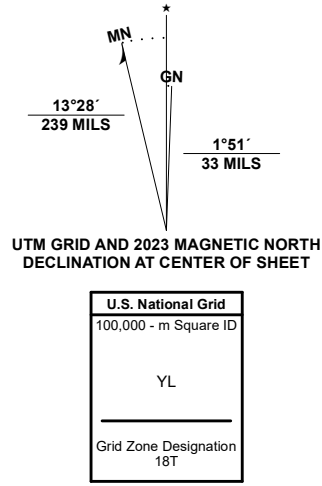 ★
MN
GN
13°28´
239 MILS
1°51´
33 MILS
UTM GRID AND 2023 MAGNETIC NORTH
DECLINATION AT CENTER OF SHEET
U.S. National Grid
100,000 - m Square ID
YL
Grid Zone Designation
18T